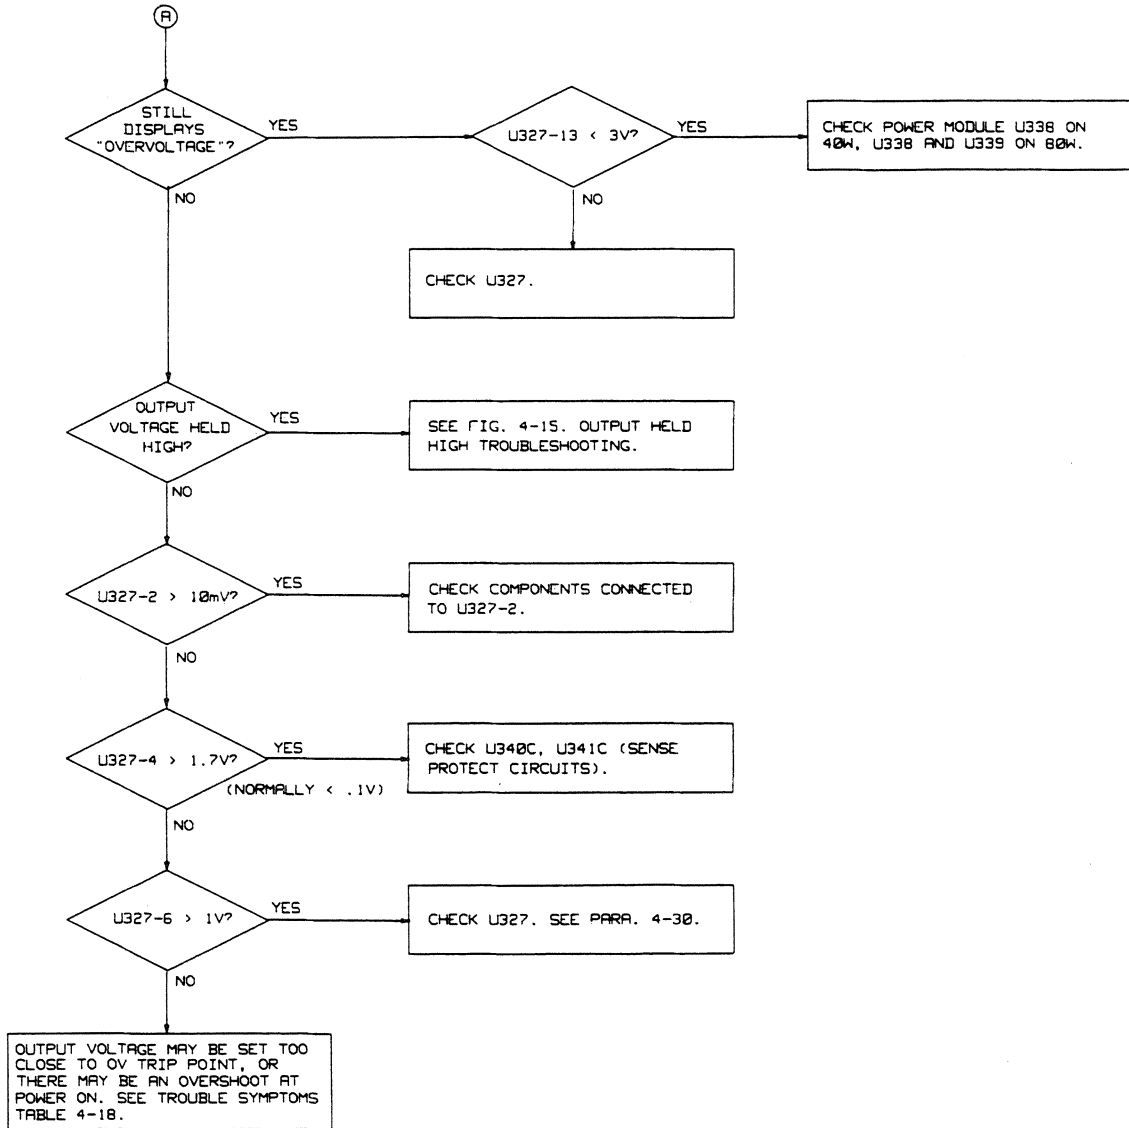 A
STILL
DISPLAYS
"OVERVOLTAGE"?
YES
U327-13 < 3V?
YES
CHECK POWER MODULE U338 ON
40W, U338 AND U339 ON 80W.
NO
NO
CHECK U327.
OUTPUT
VOLTAGE HELD
HIGH?
YES
SEE FIG. 4-15. OUTPUT HELD
HIGH TROUBLESHOOTING.
NO
U327-2 > 10mV?
YES
CHECK COMPONENTS CONNECTED
TO U327-2.
NO
U327-4 > 1.7V?
YES
(NORMALLY < .1V)
CHECK U340C, U341C (SENSE
PROTECT CIRCUITS).
NO
U327-6 > 1V?
YES
CHECK U327. SEE PARA. 4-30.
NO
OUTPUT VOLTAGE MAY BE SET TOO
CLOSE TO OV TRIP POINT, OR
THERE MAY BE AN OVERSHOOT AT
POWER ON. SEE TROUBLE SYMPTOMS
TABLE 4-18.